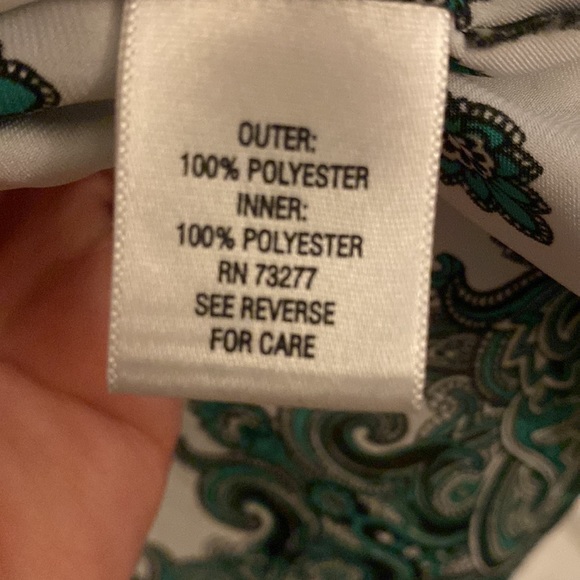 OUTER:
100% POLYESTER
INNER:
100% POLYESTER
RN 73277
SEE REVERSE
FOR CARE